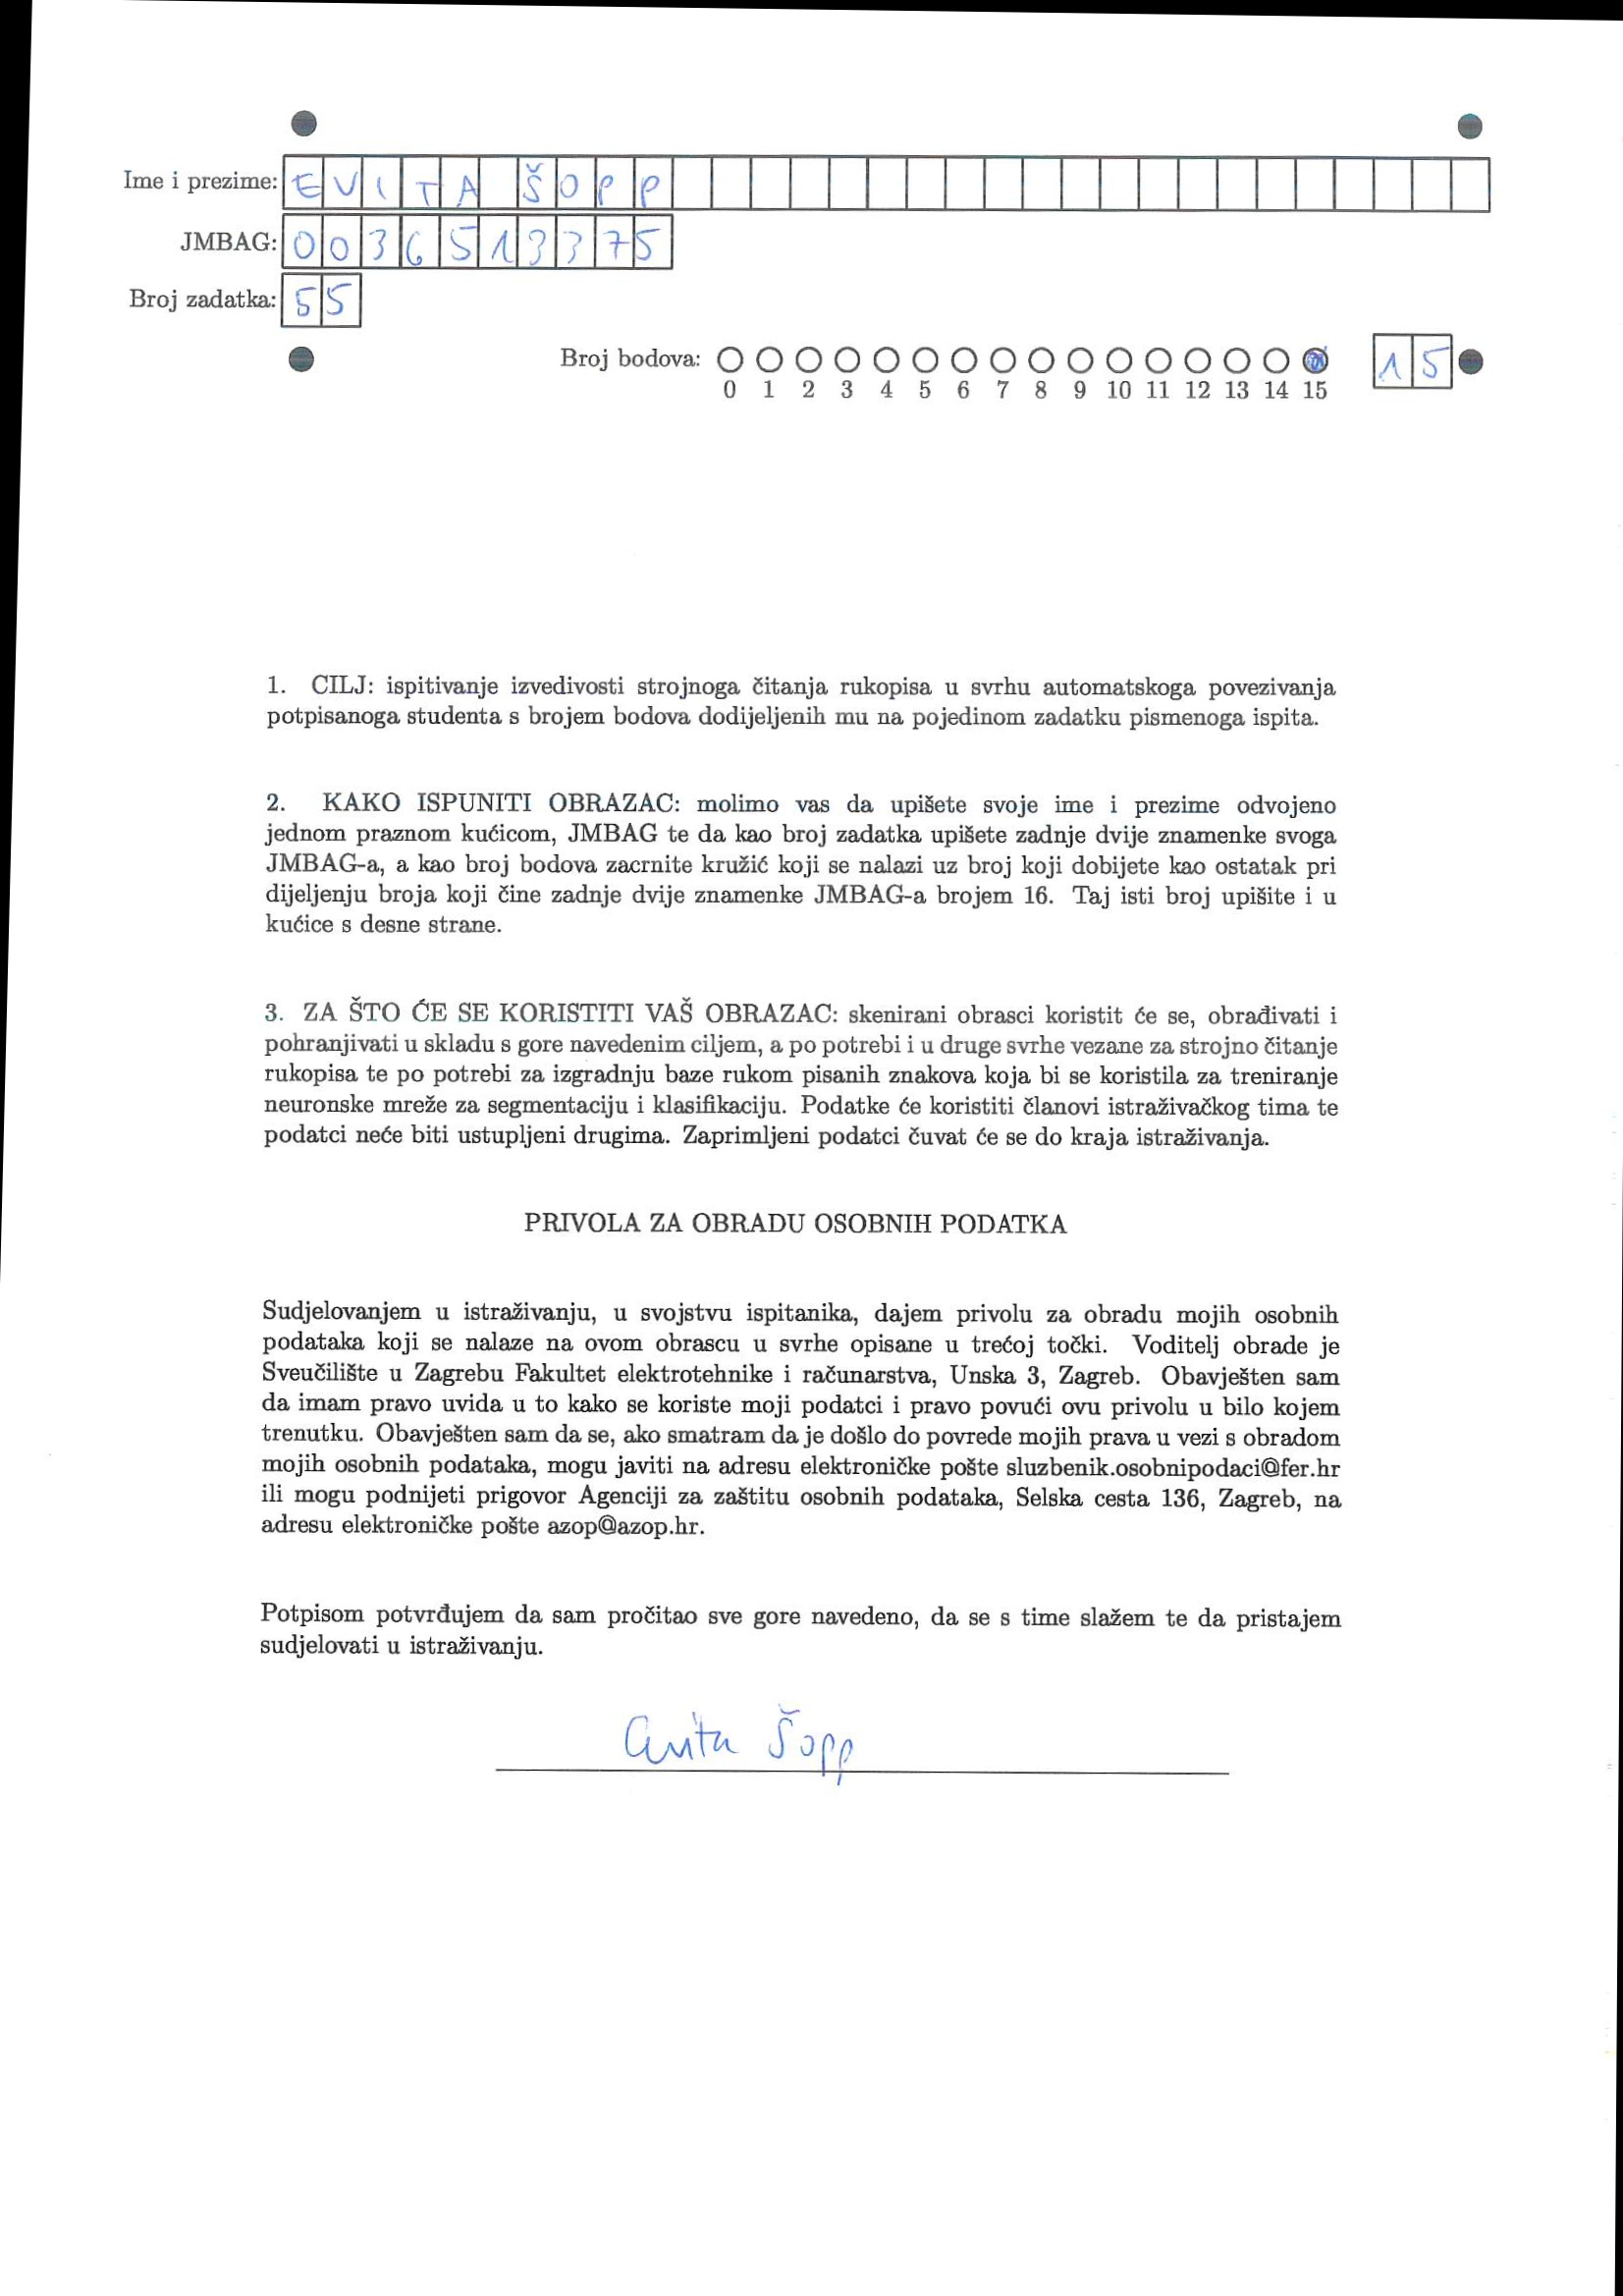 Ime i prezime: EVITA ŠOPP
JMBAG: 0036513375
Broj zadatka: 55
Broj bodova:
0 1 2 3 4 5 6 7 8 9 10 11 12 13 14 15
15
1. CILJ: ispitivanje izvedivosti strojnoga čitanja rukopisa u svrhu automatskoga povezivanja
potpisanoga studenta s brojem bodova dodijeljenih mu na pojedinom zadatku pismenoga ispita.
2. KAKO ISPUNITI OBRAZAC: molimo vas da upišete svoje ime i prezime odvojeno
jednom praznom kućicom, JMBAG te da kao broj zadatka upišete zadnje dvije znamenke svoga
JMBAG-a, a kao broj bodova zacrnite kružić koji se nalazi uz broj koji dobijete kao ostatak pri
dijeljenju broja koji čine zadnje dvije znamenke JMBAG-a brojem 16. Taj isti broj upišite i u
kućice s desne strane.
3. ZA ŠTO ĆE SE KORISTITI VAŠ OBRAZAC: skenirani obrasci koristit će se, obrađivati i
pohranjivati u skladu s gore navedenim ciljem, a po potrebi i u druge svrhe vezane za strojno čitanje
rukopisa te po potrebi za izgradnju baze rukom pisanih znakova koja bi se koristila za treniranje
neuronske mreže za segmentaciju i klasifikaciju. Podatke će koristiti članovi istraživačkog tima te
podatci neće biti ustupljeni drugima. Zaprimljeni podatci čuvat će se do kraja istraživanja.
PRIVOLA ZA OBRADU OSOBNIH PODATKA
Sudjelovanjem u istraživanju, u svojstvu ispitanika, dajem privolu za obradu mojih osobnih
podataka koji se nalaze na ovom obrascu u svrhe opisane u trećoj točki. Voditelj obrade je
Sveučilište u Zagrebu Fakultet elektrotehnike i računarstva, Unska 3, Zagreb. Obavješten sam
da imam pravo uvida u to kako se koriste moji podatci i pravo povući ovu privolu u bilo kojem
trenutku. Obavješten sam da se, ako smatram da je došlo do povrede mojih prava u vezi s obradom
mojih osobnih podataka, mogu javiti na adresu elektroničke pošte sluzbenik.osobnipodaci@fer.hr
ili mogu podnijeti prigovor Agenciji za zaštitu osobnih podataka, Selska cesta 136, Zagreb, na
adresu elektroničke pošte azop@azop.hr.
Potpisom potvrđujem da sam pročitao sve gore navedeno, da se s time slažem te da pristajem
sudjelovati u istraživanju.
Evita Šopp